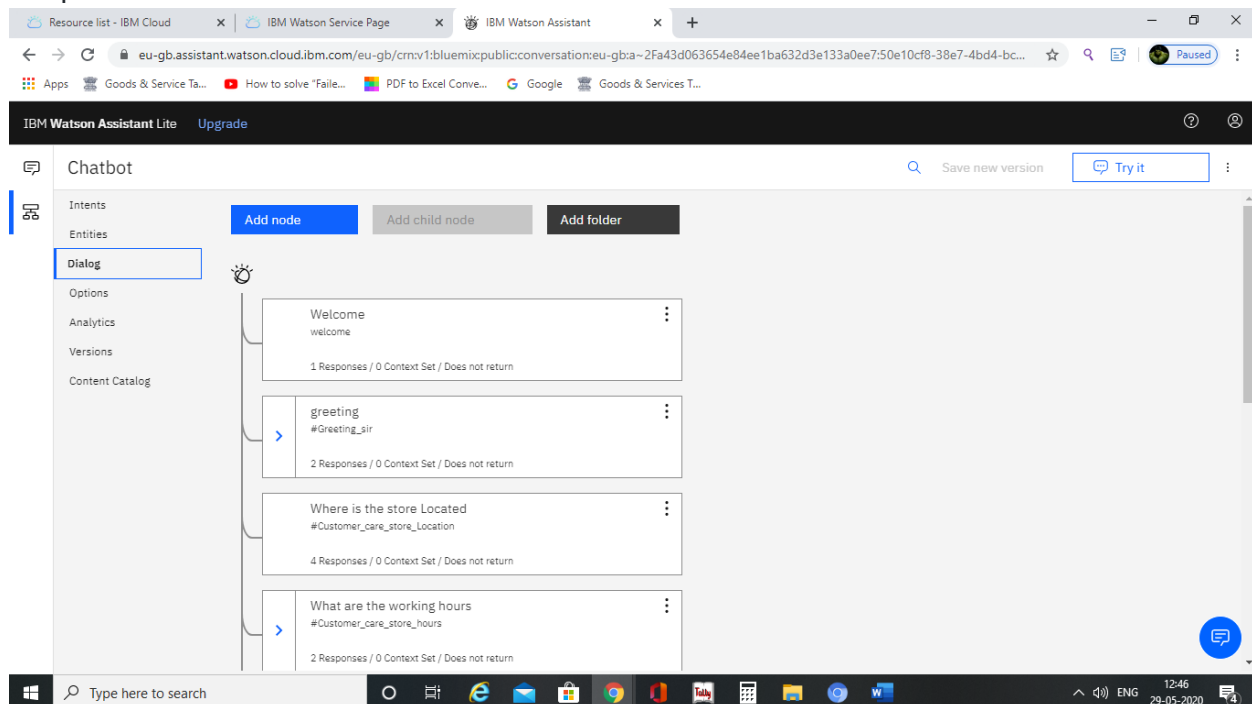 Resource list - IBM Cloud
IBM Watson Service Page
IBM Watson Assistant
eu-gb.assistant.watson.cloud.ibm.com/eu-gb/crn:v1:bluemix:public:conversation:eu-gb:a~2Fa43d063654e84ee1ba632d3e133a0ee7:50e10cf8-38e7-4bd4-bc...
Paused
Apps
Goods & Service Ta...
How to solve "Faile...
PDF to Excel Conve...
Google
Goods & Services T...
IBM Watson Assistant Lite Upgrade
Chatbot
Save new version
Try it
Intents
Entities
Dialog
Options
Analytics
Versions
Content Catalog
Add node
Add child node
Add folder
Welcome
welcome
1 Responses / 0 Context Set / Does not return
greeting
#Greeting_sir
2 Responses / 0 Context Set / Does not return
Where is the store Located
#Customer_care_store_Location
4 Responses / 0 Context Set / Does not return
What are the working hours
#Customer_care_store_hours
2 Responses / 0 Context Set / Does not return
Type here to search
Tally
ENG
12:46
29-05-2020
4